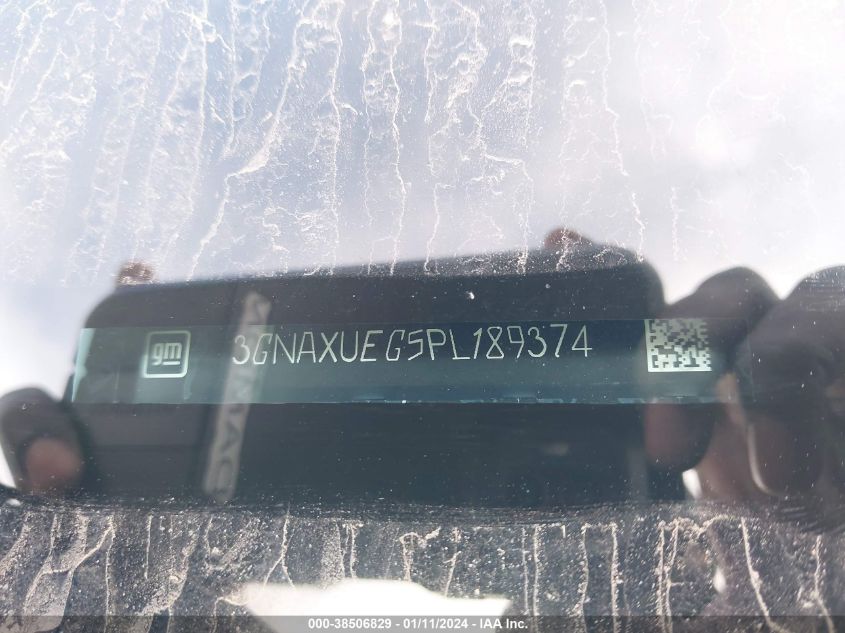 gm 3GNAXUEG5PL189374
000-38506829 - 01/11/2024 - IAA Inc.